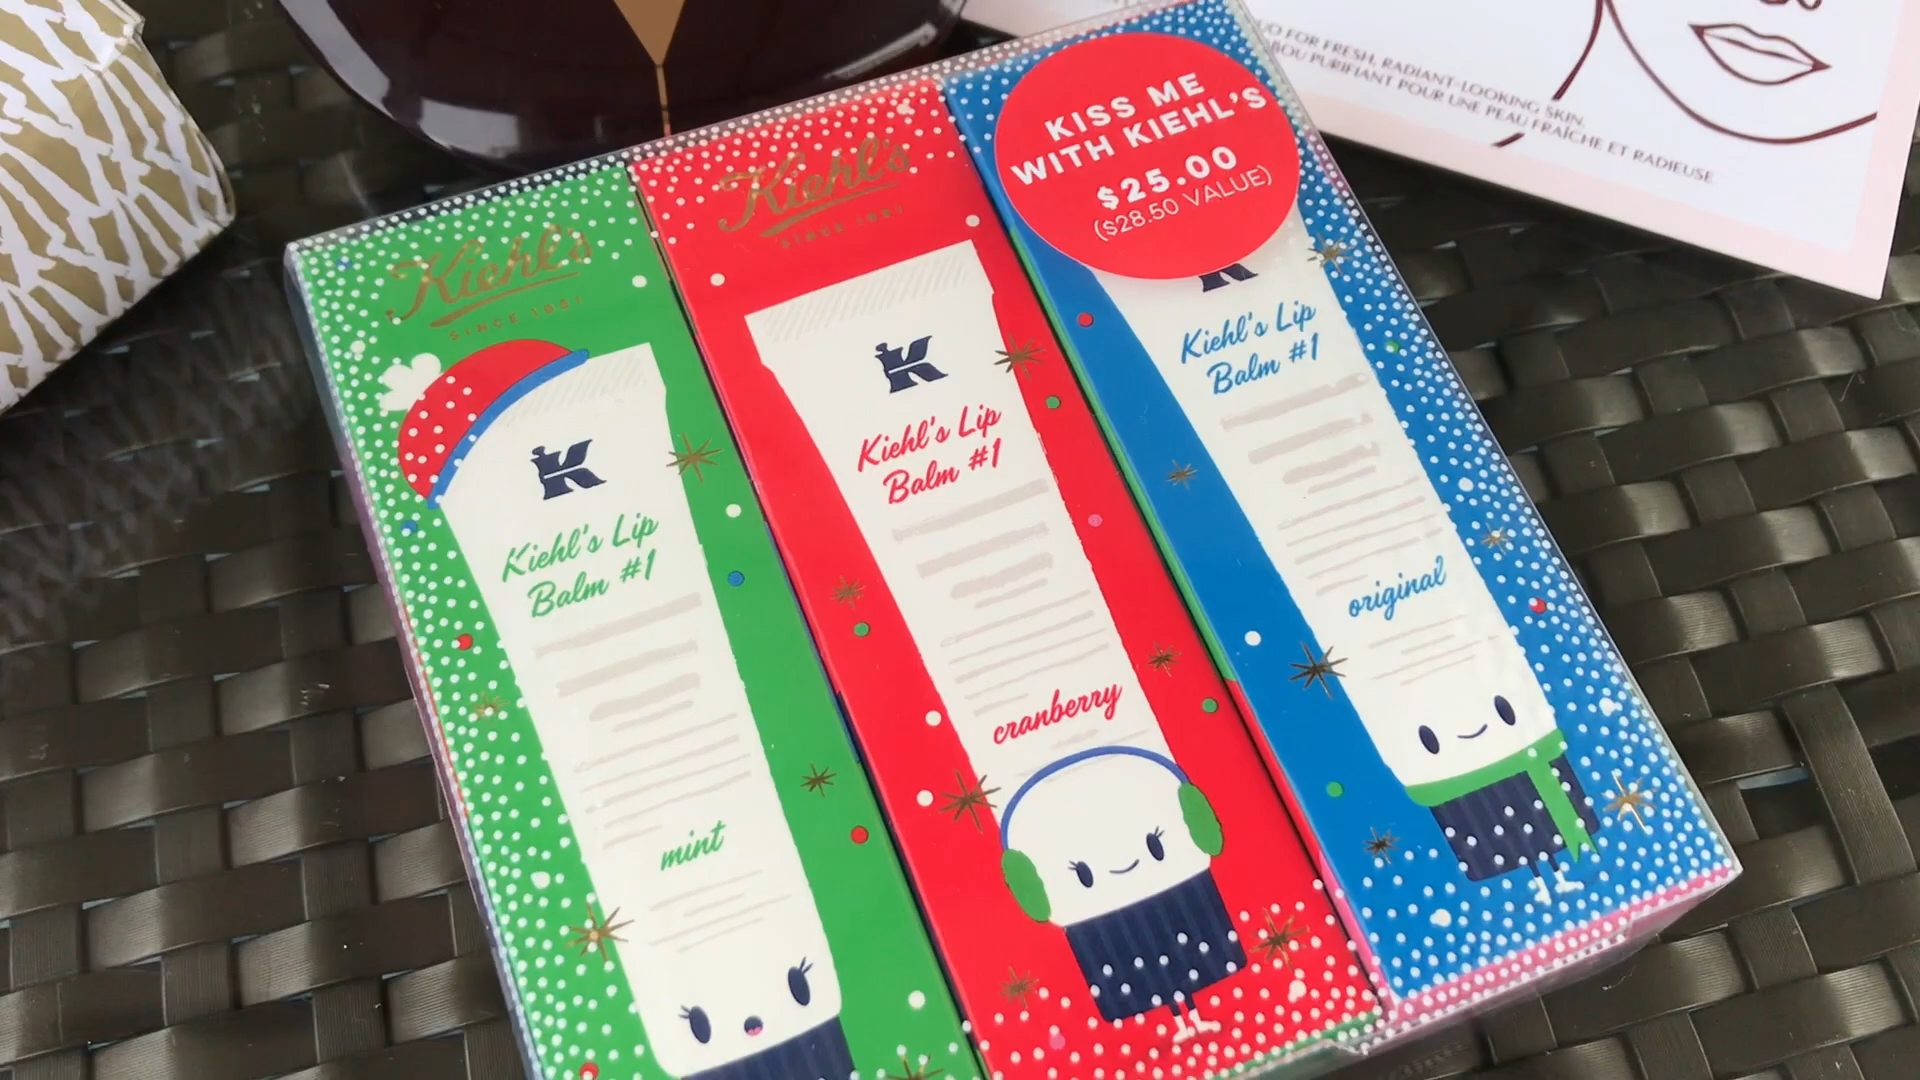 Kiehl's
SINCE 1851
Kiehl's Lip
Balm #1
mint
Kiehl's
SINCE 1851
Kiehl's Lip
Balm #1
cranberry
KISS ME
WITH KIEHL'S
$25.00
($28.50 VALUE)
Kiehl's Lip
Balm #1
original
FOR FRESH, RADIANT-LOOKING SKIN.
PURIFIANT POUR UNE PEAU FRAÎCHE ET RADIEUSE